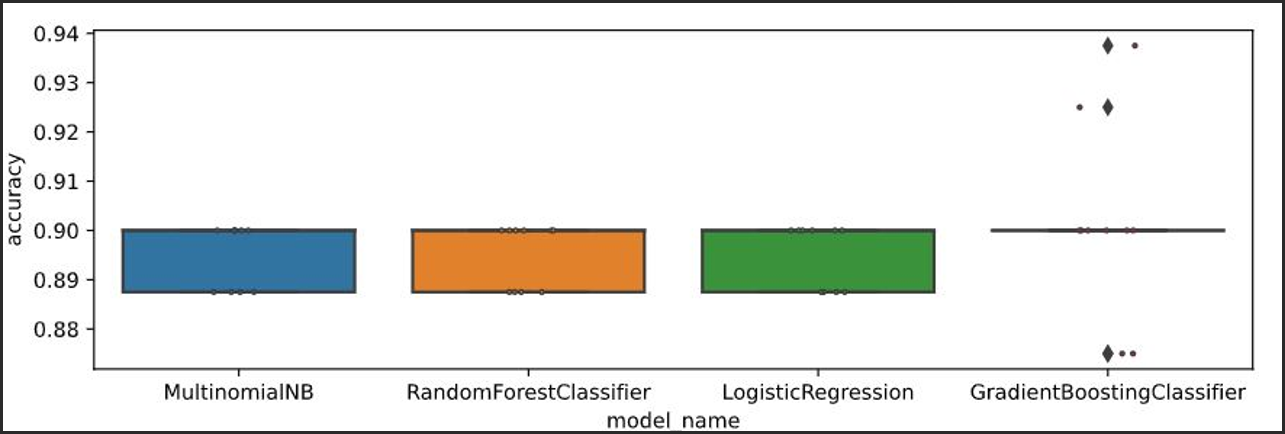 0.94
0.93
0.92
0.91
0.90
0.89
0.88
accuracy
MultinomialNB RandomForestClassifier LogisticRegression GradientBoostingClassifier
model_name